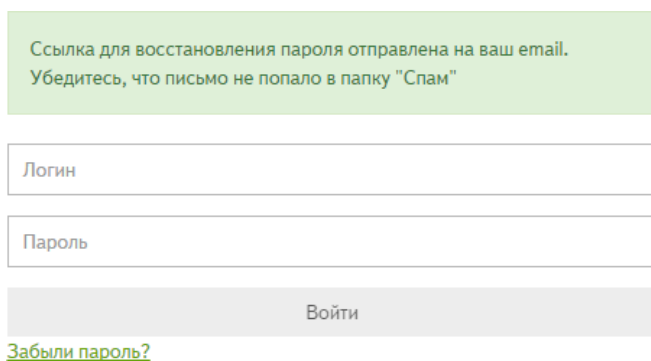 Ссылка для восстановления пароля отправлена на ваш email.
Убедитесь, что письмо не попало в папку "Спам"
Логин
Пароль
Войти
Забыли пароль?